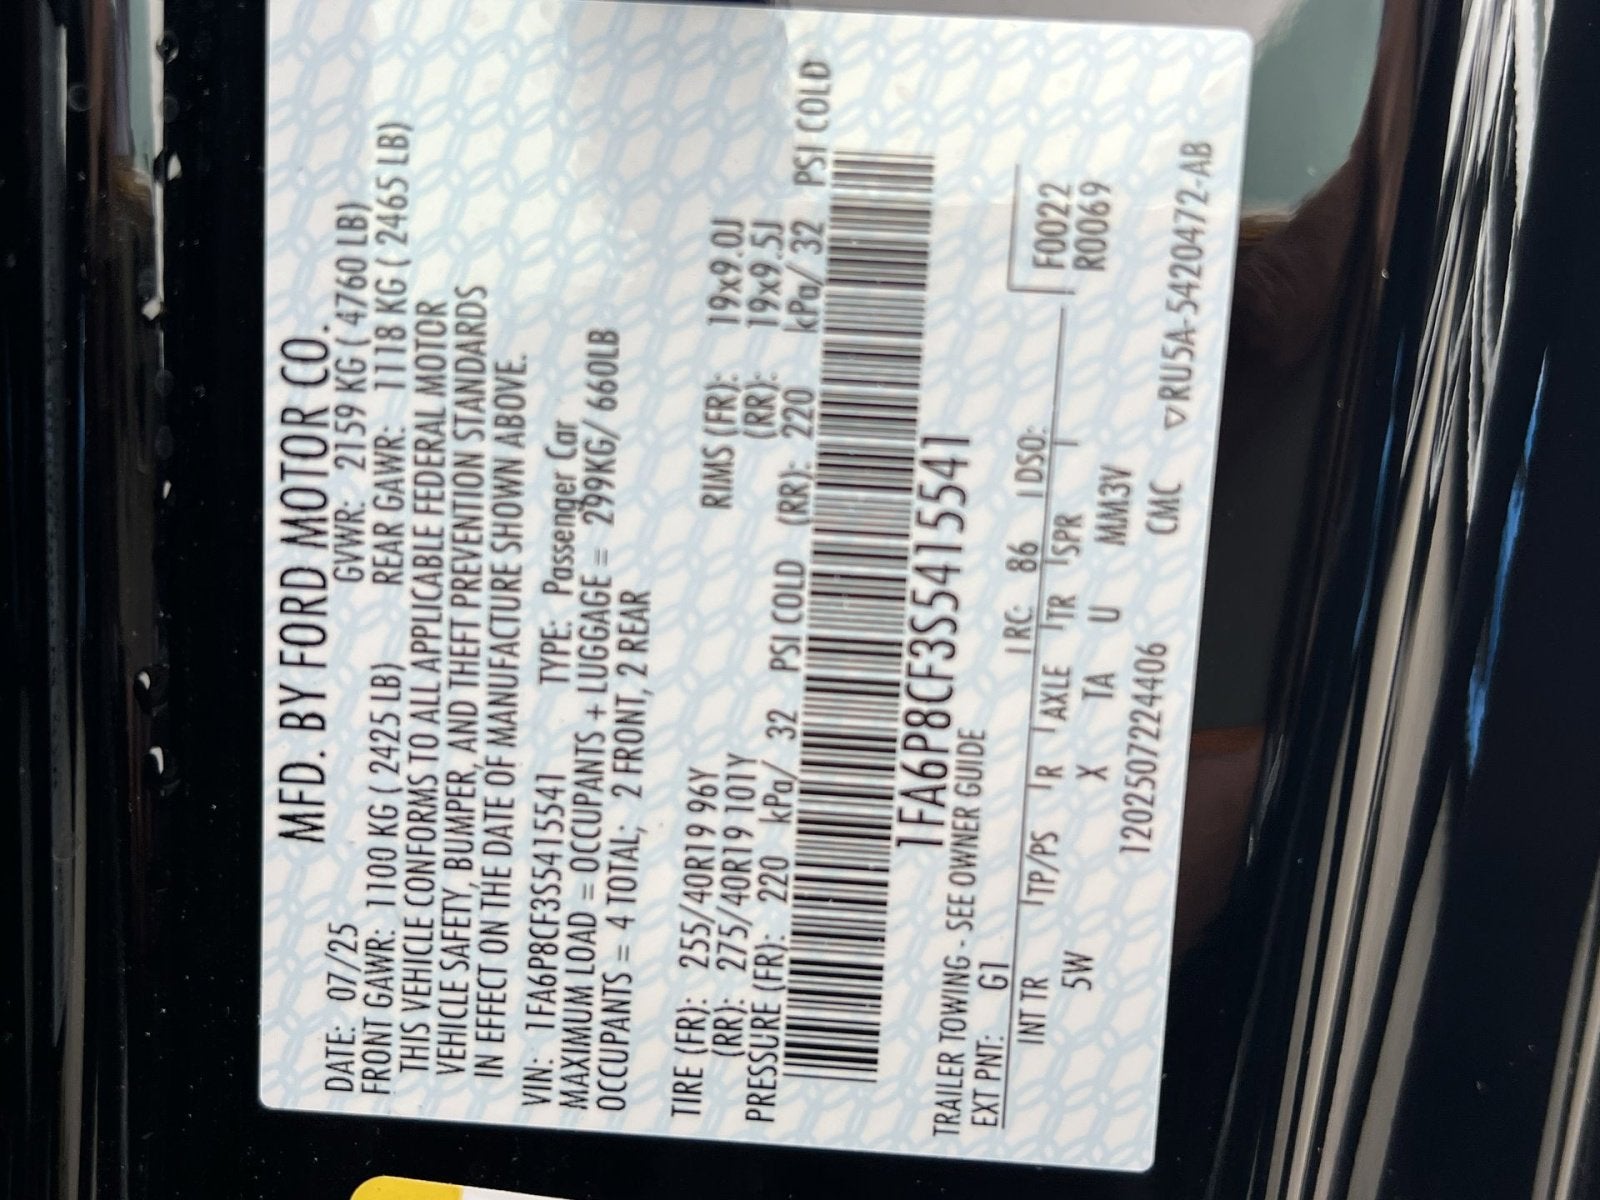 MFD. BY FORD MOTOR CO.
DATE: 07/25 GVWR: 2159 KG ( 4760 LB)
FRONT GAWR: 1100 KG ( 2425 LB) REAR GAWR: 1118 KG ( 2465 LB)
THIS VEHICLE CONFORMS TO ALL APPLICABLE FEDERAL MOTOR
VEHICLE SAFETY, BUMPER, AND THEFT PREVENTION STANDARDS
IN EFFECT ON THE DATE OF MANUFACTURE SHOWN ABOVE.
VIN: 1FA6P8CF3S5415541 TYPE: Passenger Car
MAXIMUM LOAD = OCCUPANTS + LUGGAGE = 299KG/ 660LB
OCCUPANTS = 4 TOTAL; 2 FRONT, 2 REAR
TIRE (FR): 255/40R19 96Y RIMS (FR): 19x9.0J
(RR): 275/40R19 101Y (RR): 19x9.5J
PRESSURE (FR): 220 kPa/ 32 PSI COLD (RR): 220 kPa/ 32 PSI COLD
1FA6P8CF3S5415541
TRAILER TOWING - SEE OWNER GUIDE
EXT PNT: G1 RC: 86 DSO: F0022
INT TR TP/PS R AXLE TR SPR R0069
5W X TA U MM3V
120250722440​6 CMC ▽RU5A-5420472-AB